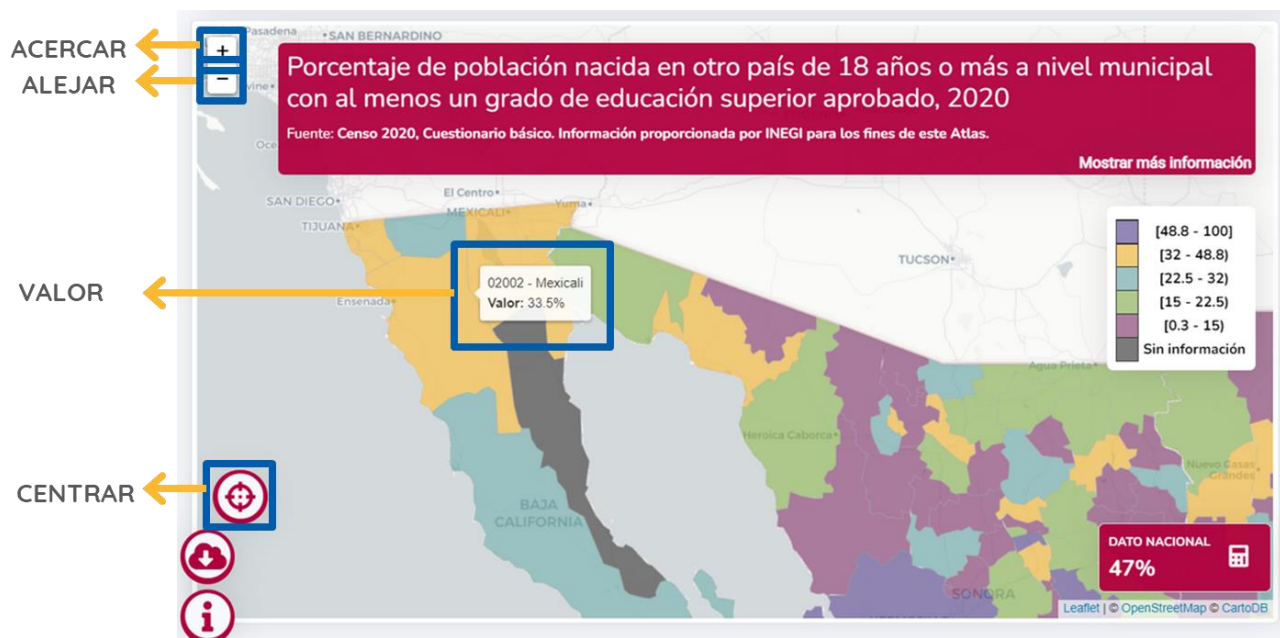 ACERCAR
ALEJAR
VALOR
CENTRAR
+
−
Pasadena
SAN BERNARDINO
Porcentaje de población nacida en otro país de 18 años o más a nivel municipal
con al menos un grado de educación superior aprobado, 2020
Fuente: Censo 2020, Cuestionario básico. Información proporcionada por INEGI para los fines de este Atlas.
Mostrar más información
SAN DIEGO
El Centro
MEXICALI
Yuma
TIJUANA
TUCSON
Ensenada
02002 - Mexicali
Valor: 33.5%
[48.8 - 100]
[32 - 48.8)
[22.5 - 32)
[15 - 22.5)
[0.3 - 15)
Sin información
Agua Prieta
Heroica Caborca
Nuevo Casas
Grandes
BAJA
CALIFORNIA
SONORA
DATO NACIONAL
47%
Leaflet | © OpenStreetMap © CartoDB